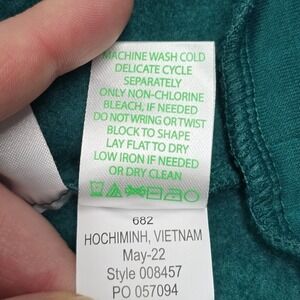 MACHINE WASH COLD
DELICATE CYCLE
SEPARATELY
ONLY NON-CHLORINE
BLEACH, IF NEEDED
DO NOT WRING OR TWIST
BLOCK TO SHAPE
LAY FLAT TO DRY
LOW IRON IF NEEDED
OR DRY CLEAN
682
HOCHIMINH, VIETNAM
May-22
Style 008457
PO 057094